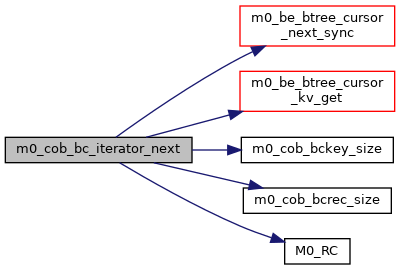 m0_be_btree_cursor
_next_sync
m0_be_btree_cursor
_kv_get
m0_cob_bc_iterator_next
m0_cob_bckey_size
m0_cob_bcrec_size
M0_RC